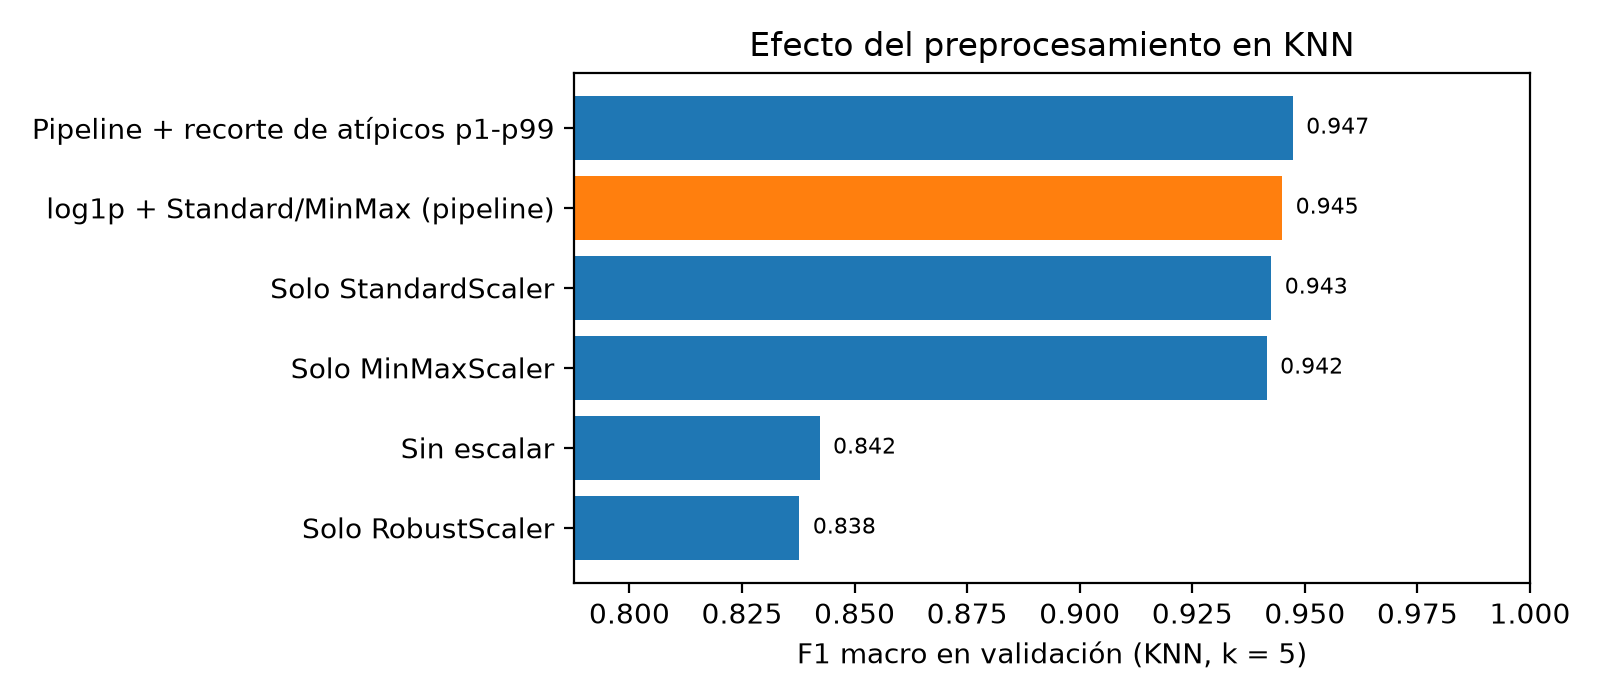 Efecto del preprocesamiento en KNN
Pipeline + recorte de atípicos p1-p99
0.947
log1p + Standard/MinMax (pipeline)
0.945
Solo StandardScaler
0.943
Solo MinMaxScaler
0.942
Sin escalar
0.842
Solo RobustScaler
0.838
0.800 0.825 0.850 0.875 0.900 0.925 0.950 0.975 1.000
F1 macro en validación (KNN, k = 5)